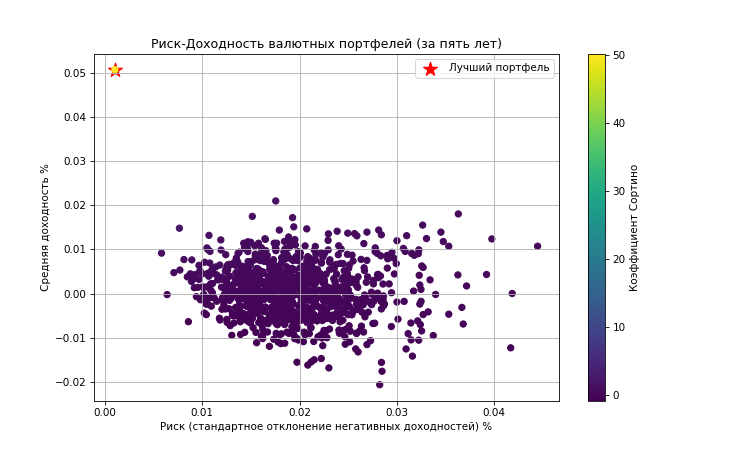 Риск-Доходность валютных портфелей (за пять лет)
Лучший портфель
Средняя доходность %
0.05
0.04
0.03
0.02
0.01
0.00
−0.01
−0.02
0.00 0.01 0.02 0.03 0.04
Риск (стандартное отклонение негативных доходностей) %
50
40
30
20
10
0
Коэффициент Сортино